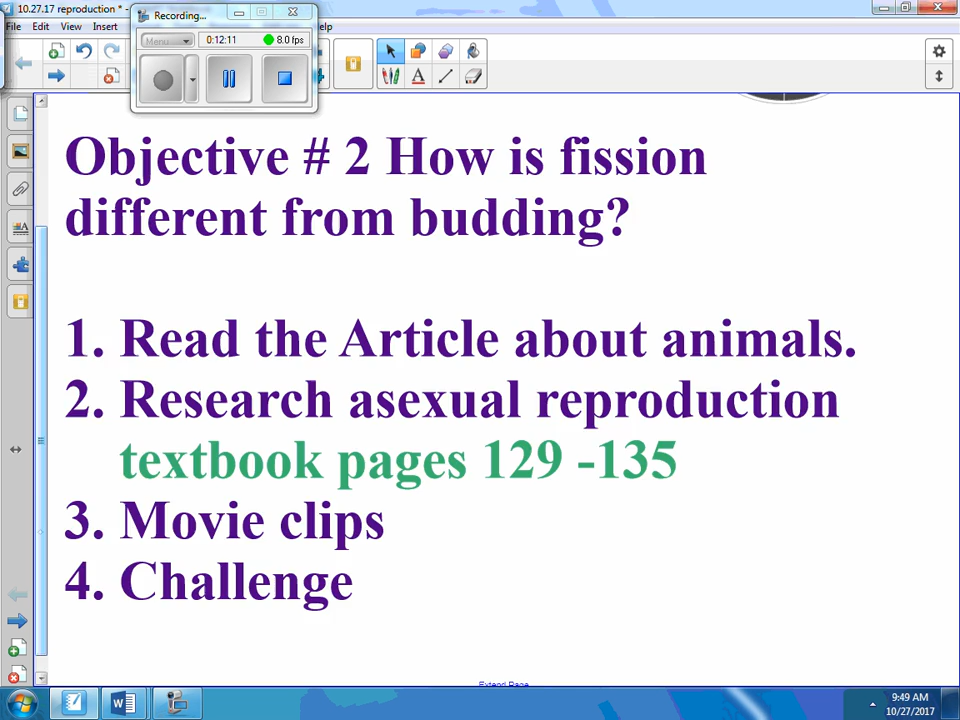 10.27.17 reproduction * -
Recording...
File Edit View Insert
Menu
0:12:11
8.0 fps
A
Objective # 2 How is fission
different from budding?
1. Read the Article about animals.
2. Research asexual reproduction
textbook pages 129 -135
3. Movie clips
4. Challenge
Extend Page
9:49 AM
10/27/2017